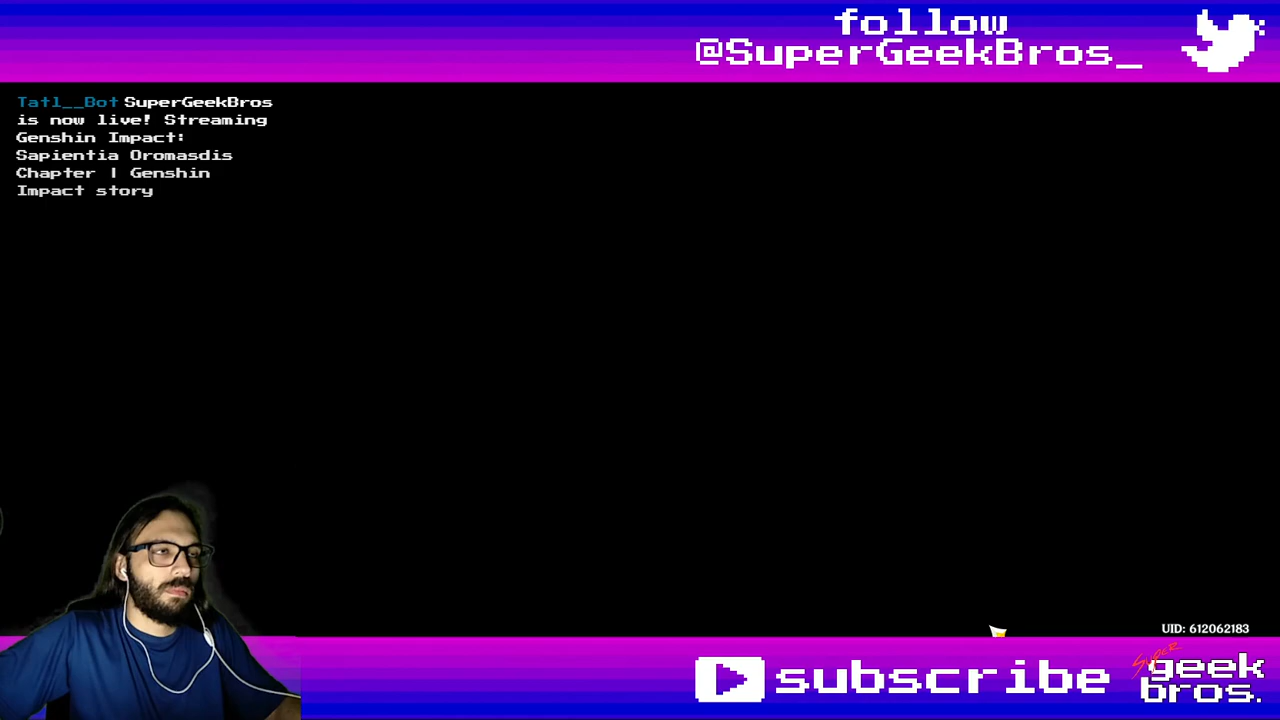 follow
@SuperGeekBros_
Tatl__Bot SuperGeekBros
is now live! Streaming
Genshin Impact:
Sapientia Oromasdis
Chapter | Genshin
Impact story
UID: 612062183
subscribe
SUPER
geek
bros.